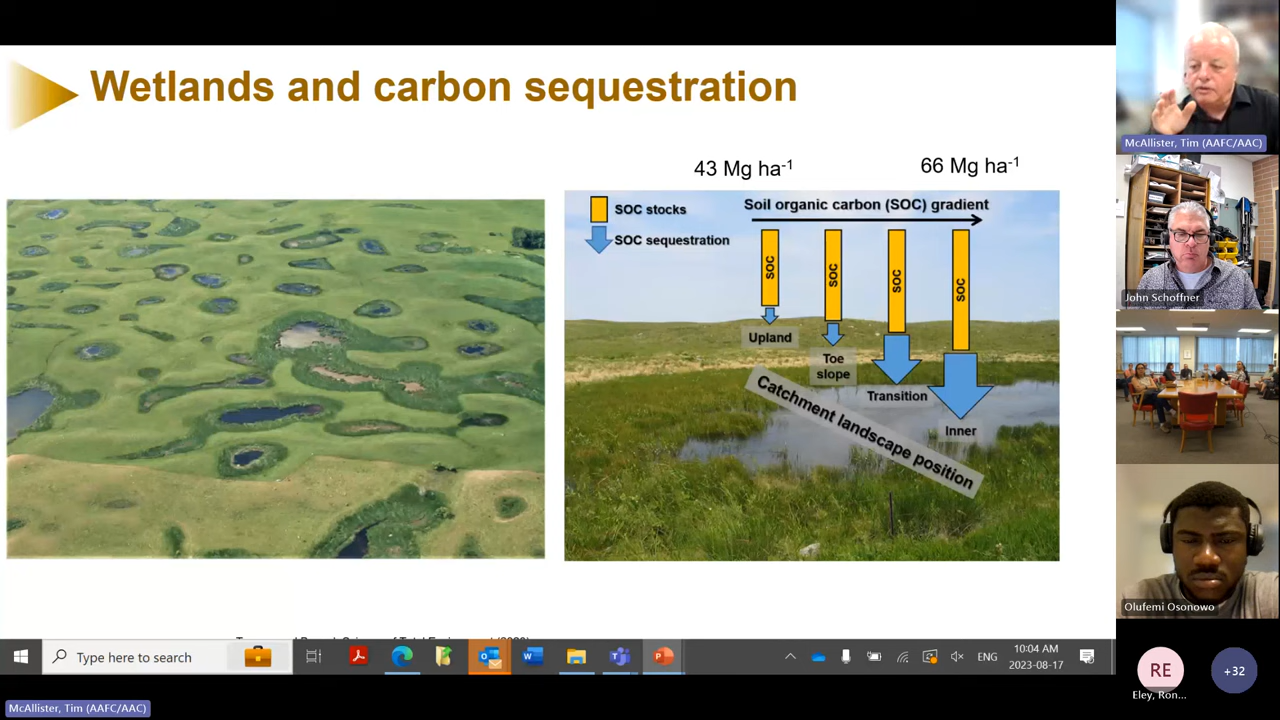 Wetlands and carbon sequestration
43 Mg ha-1
66 Mg ha-1
SOC stocks
SOC sequestration
Soil organic carbon (SOC) gradient
SOC
SOC
SOC
SOC
Upland
Toe
slope
Transition
Inner
Catchment landscape position
McAllister, Tim (AAFC/AAC)
John Schoffner
Olufemi Osonowo
RE
Eley, Ron...
+32
Type here to search
ENG
10:04 AM
2023-08-17
McAllister, Tim (AAFC/AAC)